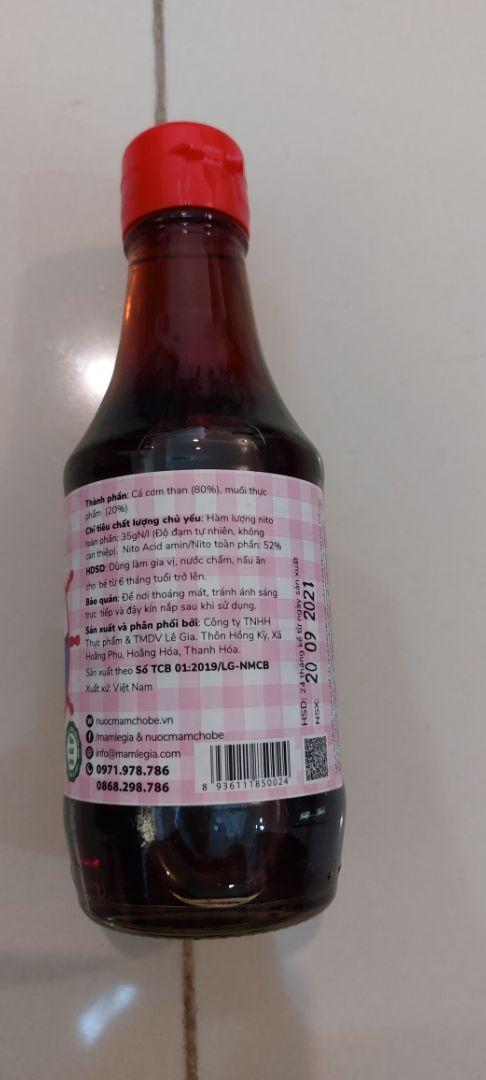 Thành phần: Cá cơm than (80%), muối thực
phẩm (20%)
Chỉ tiêu chất lượng chủ yếu: Hàm lượng nito
toàn phần: 35gN/l (Độ đạm tự nhiên, không
can thiệp). Nito Acid amin/Nito toàn phần: 52%
HDSD: Dùng làm gia vị, nước chấm, nấu ăn
cho bé từ 6 tháng tuổi trở lên.
Bảo quản: Để nơi thoáng mát, tránh ánh sáng
trực tiếp và đậy kín nắp sau khi sử dụng.
Sản xuất và phân phối bởi: Công ty TNHH
Thực phẩm & TMDV Lê Gia. Thôn Hồng Kỳ, Xã
Hoằng Phụ, Hoằng Hóa, Thanh Hóa.
Sản xuất theo Số TCB 01:2019/LG-NMCB
Xuất xứ: Việt Nam
nuocmamchobe.vn
/mamlegia & nuocmamchobe
info@mamlegia.com
0971.978.786
0868.298.786
8 936111850024
HSD: 24 tháng kể từ ngày sản xuất
NSX: 20 09 2021